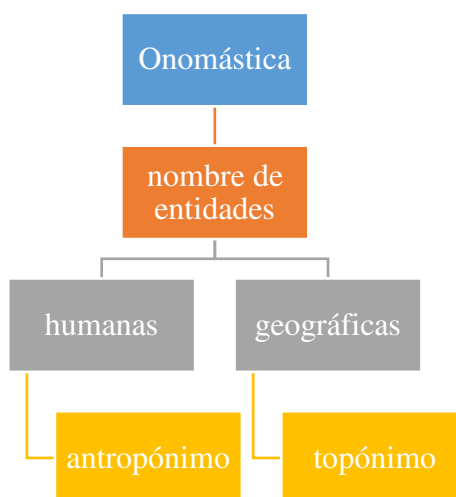 Onomástica
nombre de
entidades
humanas
geográficas
antropónimo
topónimo